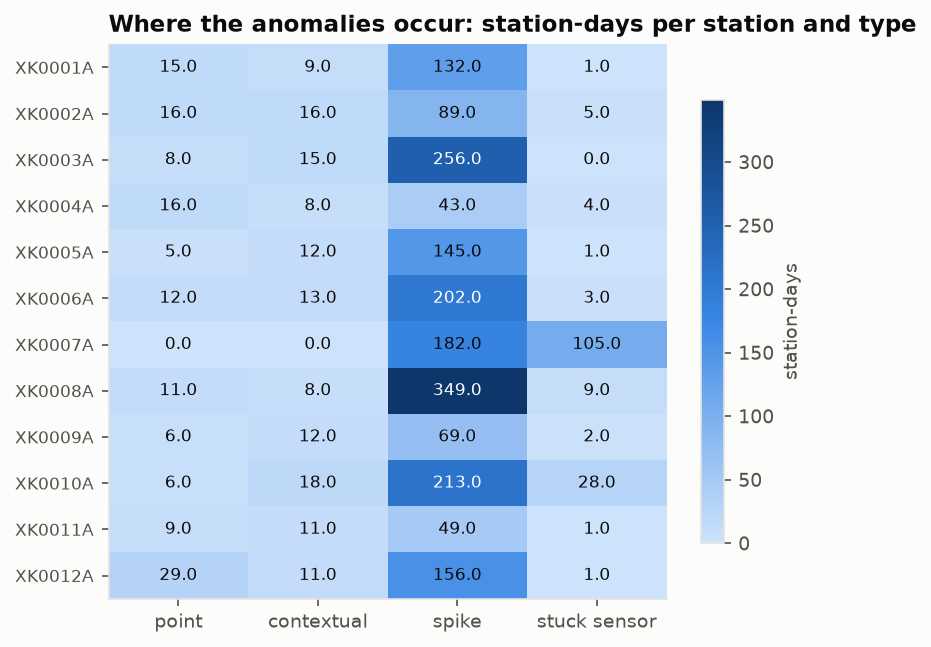 Where the anomalies occur: station-days per station and type
XK0001A 15.0 9.0 132.0 1.0
XK0002A 16.0 16.0 89.0 5.0
XK0003A 8.0 15.0 256.0 0.0
XK0004A 16.0 8.0 43.0 4.0
XK0005A 5.0 12.0 145.0 1.0
XK0006A 12.0 13.0 202.0 3.0
XK0007A 0.0 0.0 182.0 105.0
XK0008A 11.0 8.0 349.0 9.0
XK0009A 6.0 12.0 69.0 2.0
XK0010A 6.0 18.0 213.0 28.0
XK0011A 9.0 11.0 49.0 1.0
XK0012A 29.0 11.0 156.0 1.0
point contextual spike stuck sensor
300
250
200
150
100
50
0
station-days